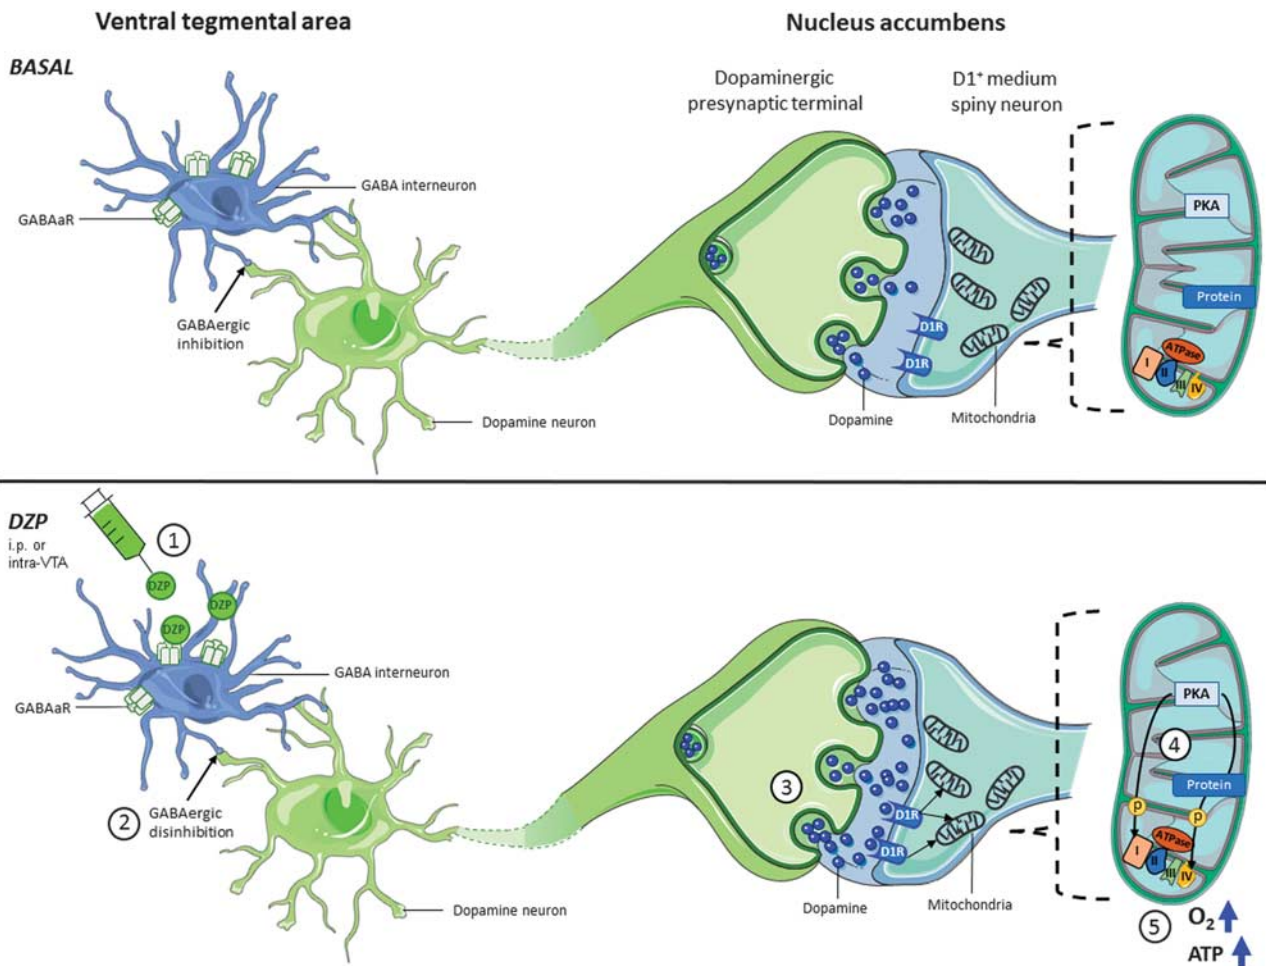 Ventral tegmental area
Nucleus accumbens
BASAL
Dopaminergic
presynaptic terminal
D1+ medium
spiny neuron
GABA interneuron
GABAaR
PKA
GABAergic
inhibition
Protein
D1R
D1R
ATPase
I
II
III
IV
Dopamine neuron
Dopamine
Mitochondria
DZP
i.p. or
intra-VTA
1
DZP
DZP
DZP
GABA interneuron
GABAaR
PKA
4
2
GABAergic
disinhibition
3
Protein
D1R
D1R
p
p
ATPase
I
II
III
IV
Dopamine neuron
Dopamine
Mitochondria
5
O2
ATP